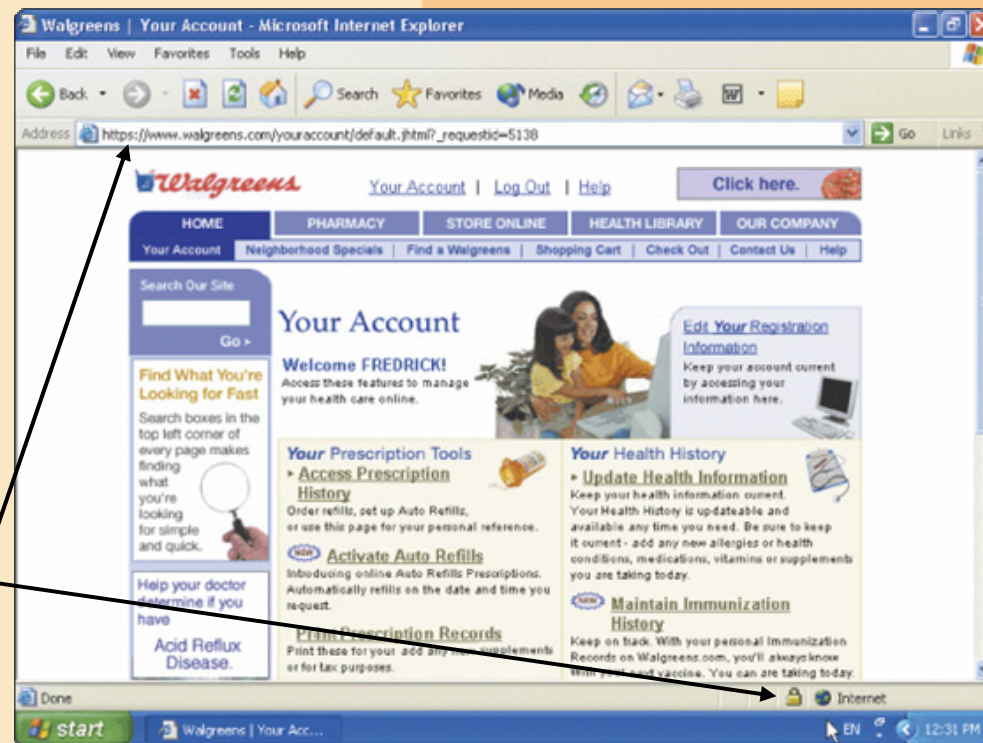 Walgreens | Your Account - Microsoft Internet Explorer
File Edit View Favorites Tools Help
Back Search Favorites Media
Address https://www.walgreens.com/youraccount/default.jhtml?_requestid=5138 Go Links
Walgreens Your Account | Log Out | Help Click here.
HOME PHARMACY STORE ONLINE HEALTH LIBRARY OUR COMPANY
Your Account Neighborhood Specials | Find a Walgreens | Shopping Cart | Check Out | Contact Us | Help
Search Our Site
Go >
Find What You're
Looking for Fast
Search boxes in the
top left corner of
every page makes
finding
what
you're
looking
for simple
and quick.
Help your doctor
determine if you
have
Acid Reflux
Disease.
Your Account
Welcome FREDRICK!
Access these features to manage
your health care online.
Edit Your Registration
Information
Keep your account current
by accessing your
information here.
Your Prescription Tools
Access Prescription
History
Order refills, set up Auto Refills,
or use this page for your personal reference.
NEW Activate Auto Refills
Introducing online Auto Refills Prescriptions.
Automatically refills on the date and time you
request.
Print Prescription Records
Print these for your add any new supplements
or for tax purposes.
Your Health History
Update Health Information
Keep your health information current.
Your Health History is updateable and
available any time you need. Be sure to keep
it current - add any new allergies or health
conditions, medications, vitamins or supplements
you are taking today.
NEW Maintain Immunization
History
Keep on track. With your personal Immunization
Records on Walgreens.com, you'll always know
With your next vaccine. You can are taking today.
Done Internet
start Walgreens | Your Acc... EN 12:31 PM